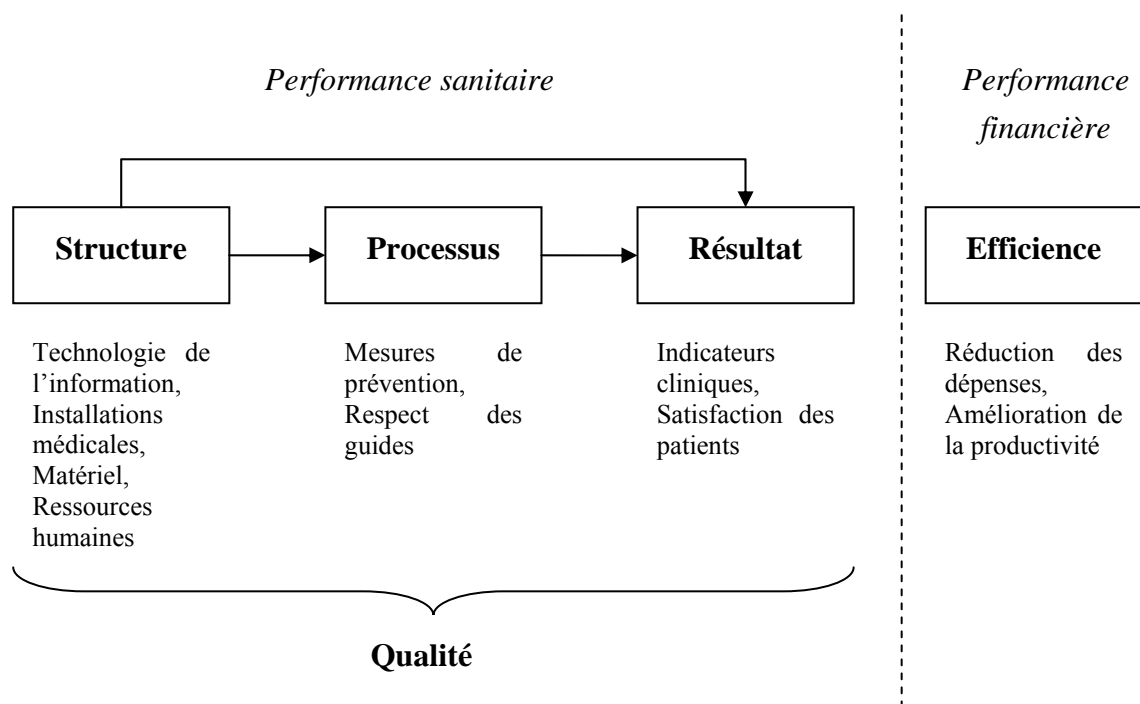 Performance sanitaire
Performance
financière
Structure
Processus
Résultat
Efficience
Technologie de
l’information,
Installations
médicales,
Matériel,
Ressources
humaines
Mesures de
prévention,
Respect des
guides
Indicateurs
cliniques,
Satisfaction des
patients
Réduction des
dépenses,
Amélioration de
la productivité
Qualité